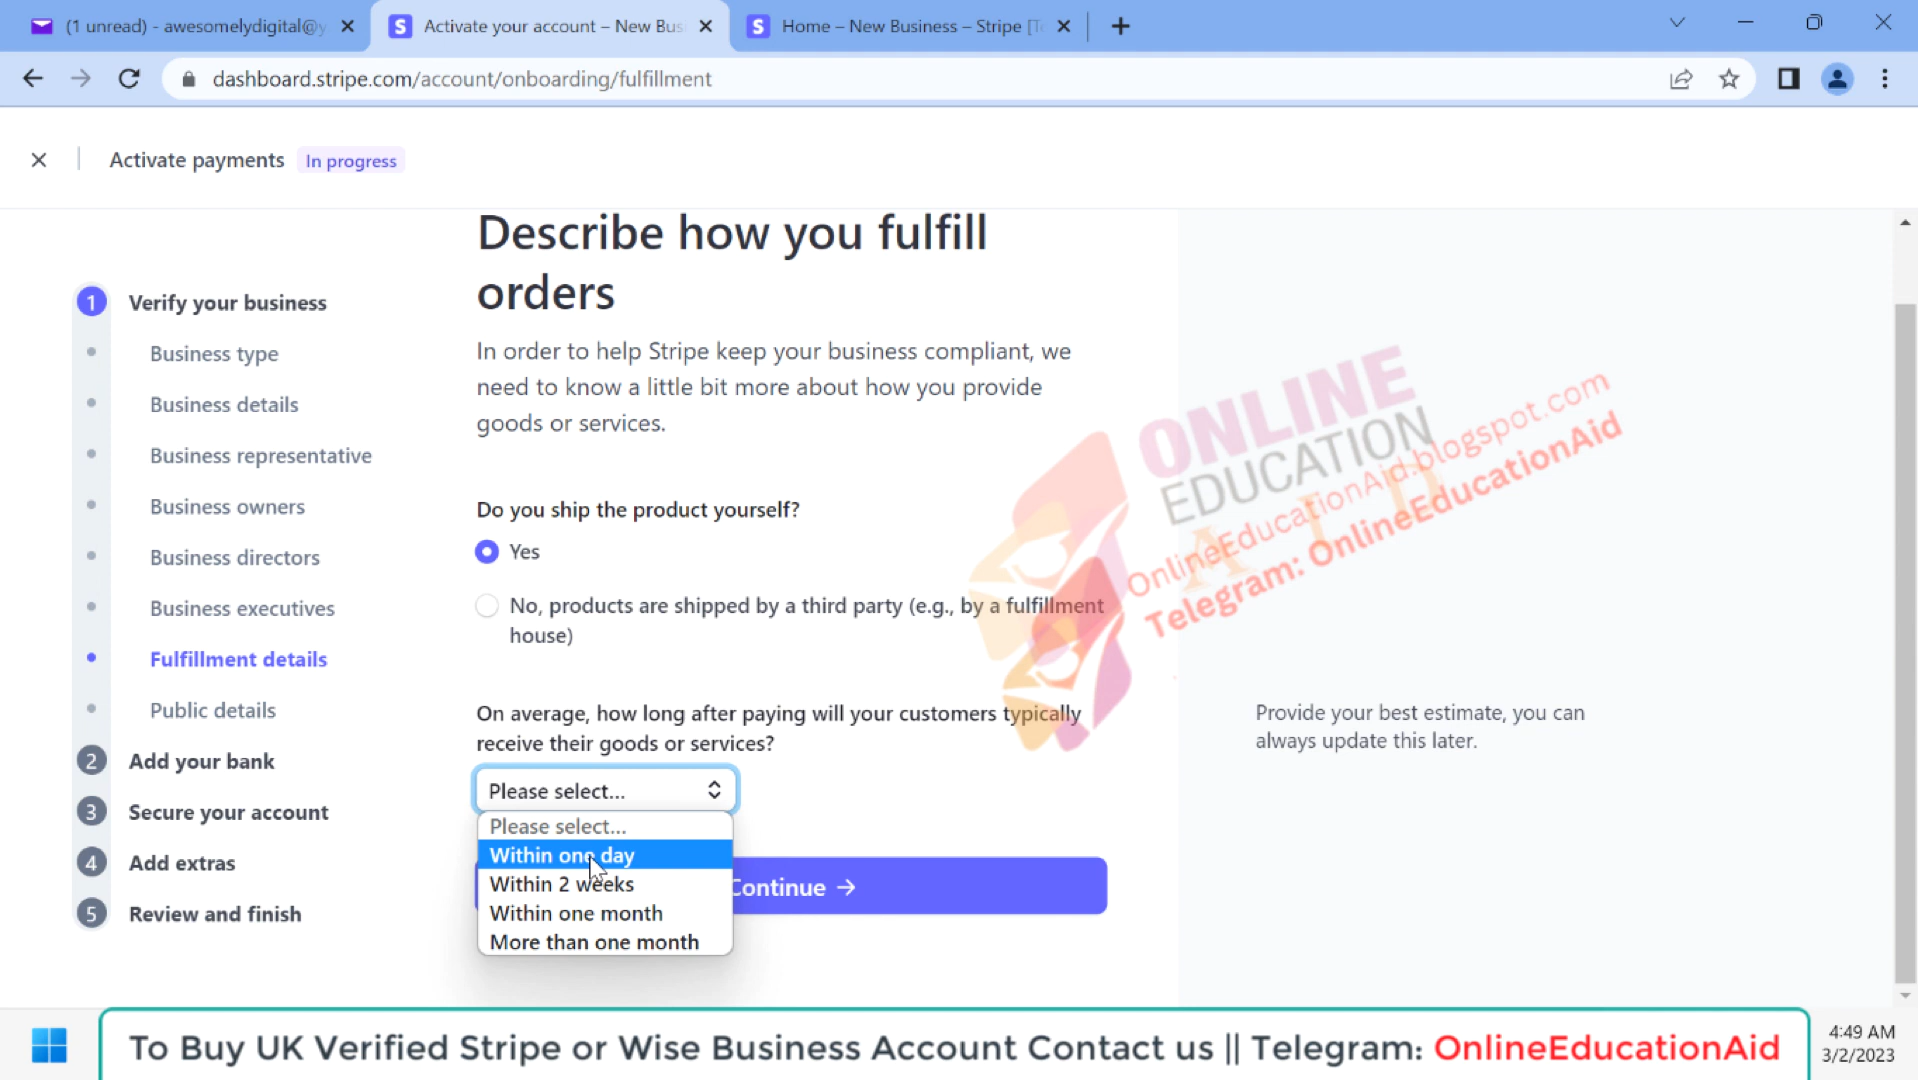 (1 unread) - awesomelydigital@y
Activate your account – New Bus
Home – New Business – Stripe [Te
dashboard.stripe.com/account/onboarding/fulfillment
Activate payments
In progress
Describe how you fulfill
orders
In order to help Stripe keep your business compliant, we
need to know a little bit more about how you provide
goods or services.
1 Verify your business
Business type
Business details
Business representative
Business owners
Business directors
Business executives
Fulfillment details
Public details
2 Add your bank
3 Secure your account
4 Add extras
5 Review and finish
Do you ship the product yourself?
Yes
No, products are shipped by a third party (e.g., by a fulfillment
house)
On average, how long after paying will your customers typically
receive their goods or services?
Please select...
Please select...
Within one day
Within 2 weeks
Within one month
More than one month
Continue →
Provide your best estimate, you can
always update this later.
ONLINE
EDUCATION
AID
OnlineEducationAid.blogspot.com
Telegram: OnlineEducationAid
To Buy UK Verified Stripe or Wise Business Account Contact us || Telegram: OnlineEducationAid
4:49 AM
3/2/2023